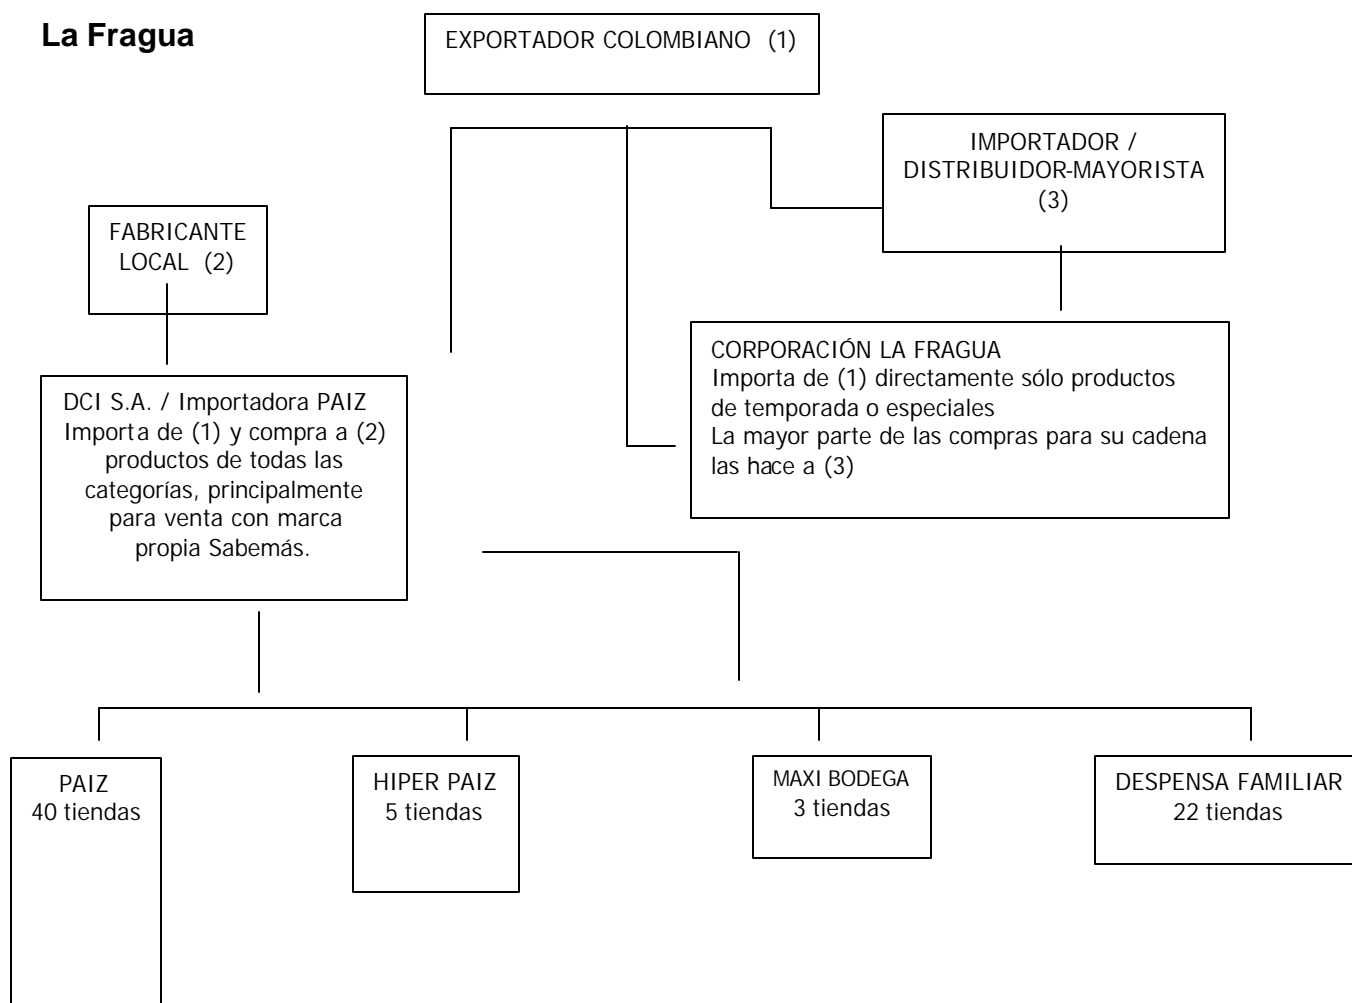 La Fragua
EXPORTADOR COLOMBIANO (1)
IMPORTADOR /
DISTRIBUIDOR-MAYORISTA
(3)
FABRICANTE
LOCAL (2)
CORPORACIÓN LA FRAGUA
Importa de (1) directamente sólo productos
de temporada o especiales
La mayor parte de las compras para su cadena
las hace a (3)
DCI S.A. / Importadora PAIZ
Importa de (1) y compra a (2)
productos de todas las
categorías, principalmente
para venta con marca
propia Sabemás.
PAIZ
40 tiendas
HIPER PAIZ
5 tiendas
MAXI BODEGA
3 tiendas
DESPENSA FAMILIAR
22 tiendas